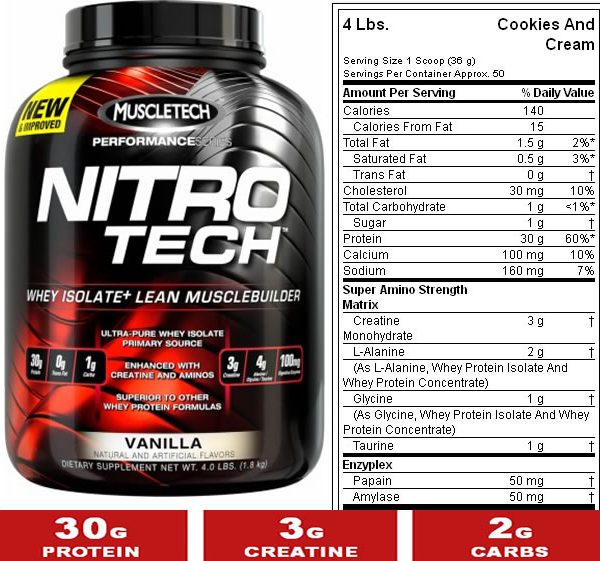 NEW
& IMPROVED
MUSCLETECH
PERFORMANCE SERIES
NITRO
TECH™
WHEY ISOLATE+ LEAN MUSCLEBUILDER
ULTRA-PURE WHEY ISOLATE
PRIMARY SOURCE
30g 0g 1g
Protein Trans Fat Carbs
ENHANCED WITH
CREATINE AND AMINOS
3g 4g 100mg
Creatine
SUPERIOR TO OTHER
WHEY PROTEIN FORMULAS
VANILLA
NATURAL AND ARTIFICIAL FLAVORS
DIETARY SUPPLEMENT NET WT. 4.0 LBS. (1.8 kg)
4 Lbs. Cookies And
Cream
Serving Size 1 Scoop (36 g)
Servings Per Container Approx. 50
Amount Per Serving % Daily Value
Calories 140
Calories From Fat 15
Total Fat 1.5 g 2%*
Saturated Fat 0.5 g 3%*
Trans Fat 0 g †
Cholesterol 30 mg 10%
Total Carbohydrate 1 g <1%*
Sugar 1 g †
Protein 30 g 60%*
Calcium 100 mg 10%
Sodium 160 mg 7%
Super Amino Strength
Matrix
Creatine 3 g †
Monohydrate
L-Alanine 2 g †
(As L-Alanine, Whey Protein Isolate And
Whey Protein Concentrate)
Glycine 1 g †
(As Glycine, Whey Protein Isolate And Whey
Protein Concentrate)
Taurine 1 g †
Enzyplex
Papain 50 mg †
Amylase 50 mg †
30G
PROTEIN
3G
CREATINE
2G
CARBS